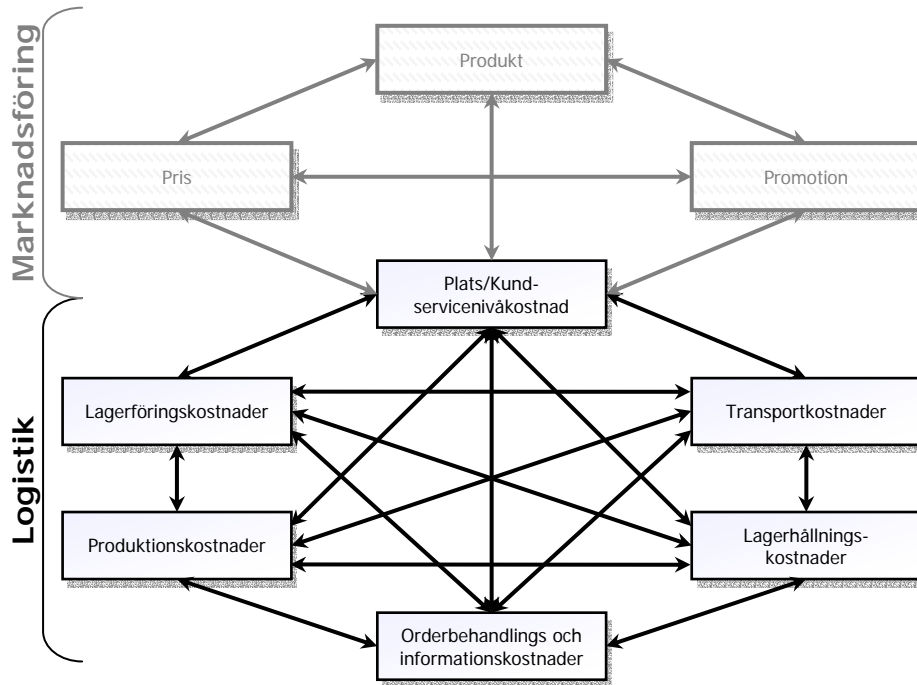 Marknadsföring
Produkt
Pris
Promotion
Plats/Kund-
servicenivåkostnad
Logistik
Lagerföringskostnader
Transportkostnader
Produktionskostnader
Lagerhållnings-
kostnader
Orderbehandlings och
informationskostnader